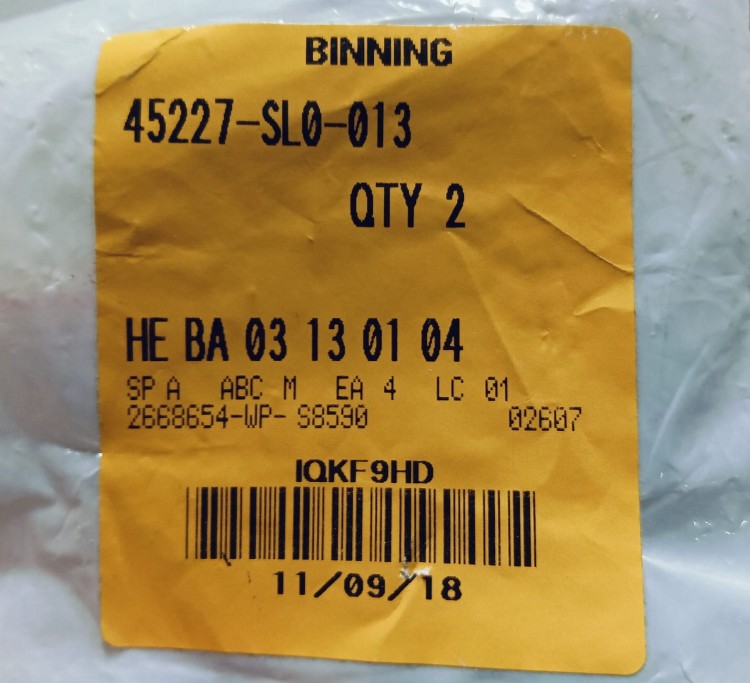 BINNING
45227-SL0-013
QTY 2
HE BA 03 13 01 04
SP A ABC M EA 4 LC 01
2668654-WP- S8590 02607
IQKF9HD
11/09/18